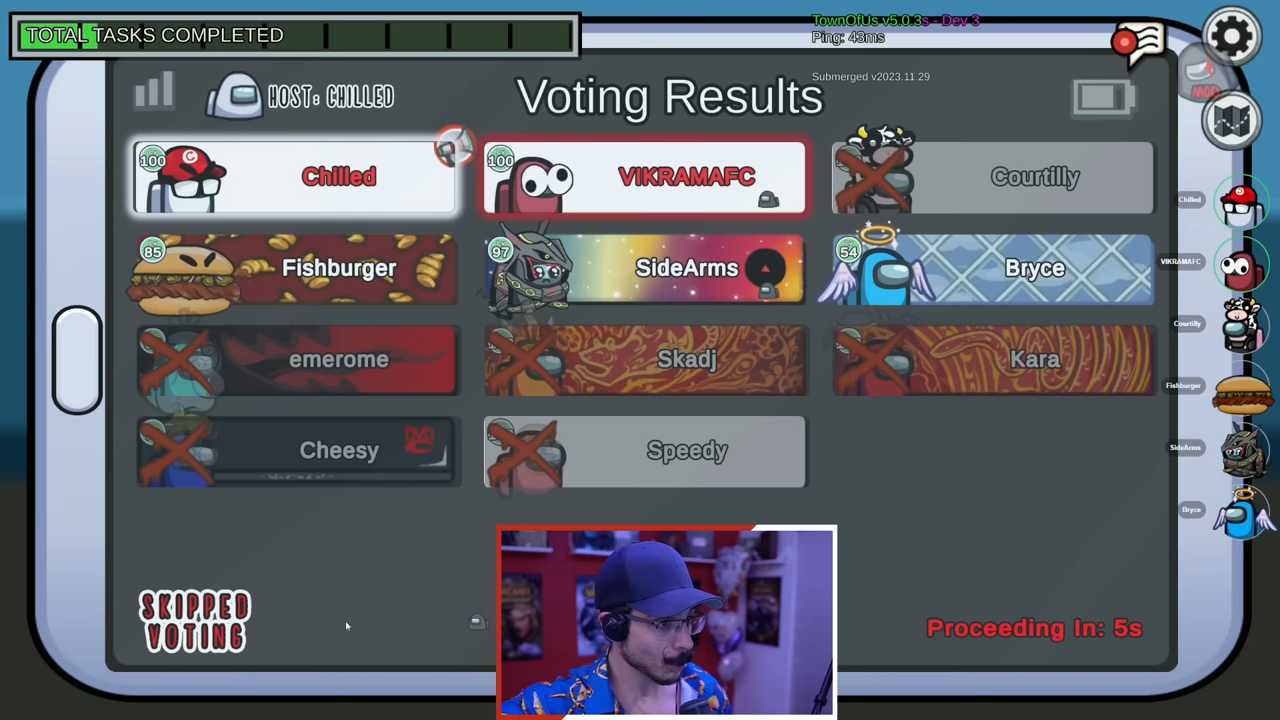 TOTAL TASKS COMPLETED
TownOfUs v5.0.3s - Dev 3
Ping: 43ms
Submerged v2023.11.29
HOST: CHILLED
Voting Results
MOD
100
Chilled
100
VIKRAMAFC
Courtilly
85
Fishburger
97
SideArms
54
Bryce
emerome
Skadj
Kara
Cheesy
Speedy
SKIPPED
VOTING
Proceeding In: 5s
Chilled
VIKRAMAFC
Courtilly
Fishburger
SideArms
Bryce